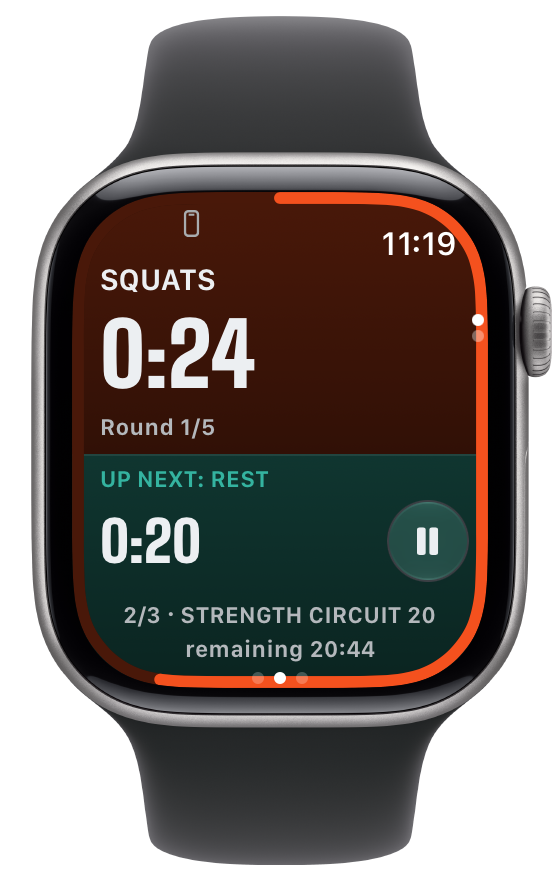 11:19
SQUATS
0:24
Round 1/5
UP NEXT: REST
0:20
2/3 · STRENGTH CIRCUIT 20
remaining 20:44